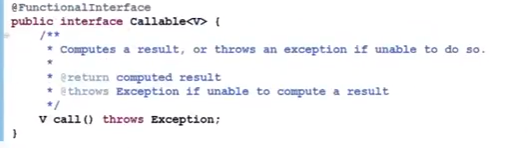 @FunctionalInterface
public interface Callable<V> {
/**
* Computes a result, or throws an exception if unable to do so.
*
* @return computed result
* @throws Exception if unable to compute a result
*/
V call() throws Exception;
}